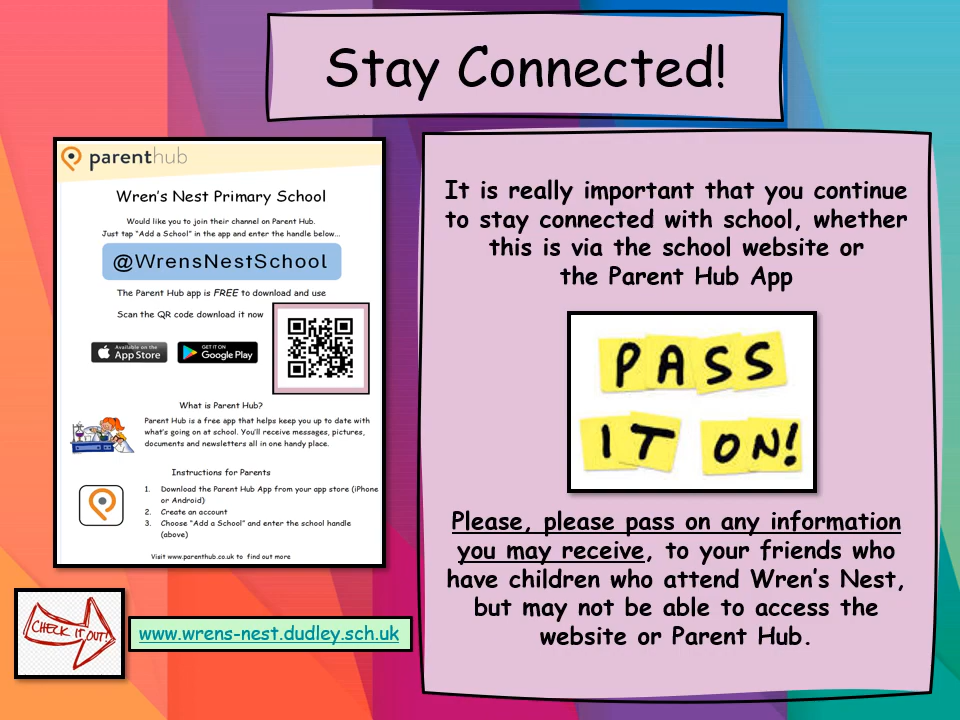 Stay Connected!
parenthub
Wren's Nest Primary School
Would like you to join their channel on Parent Hub.
Just tap "Add a School" in the app and enter the handle below...
@WrensNestSchool
The Parent Hub app is FREE to download and use
Scan the QR code download it now
Available on the
App Store
GET IT ON
Google Play
What is Parent Hub?
Parent Hub is a free app that helps keep you up to date with
what's going on at school. You'll receive messages, pictures,
documents and newsletters all in one handy place.
Instructions for Parents
1. Download the Parent Hub App from your app store (iPhone
or Android)
2. Create an account
3. Choose "Add a School" and enter the school handle
(above)
Visit www.parenthub.co.uk to find out more
CHECK IT OUT!
www.wrens-nest.dudley.sch.uk
It is really important that you continue
to stay connected with school, whether
this is via the school website or
the Parent Hub App
PASS
IT ON!
Please, please pass on any information
you may receive, to your friends who
have children who attend Wren's Nest,
but may not be able to access the
website or Parent Hub.